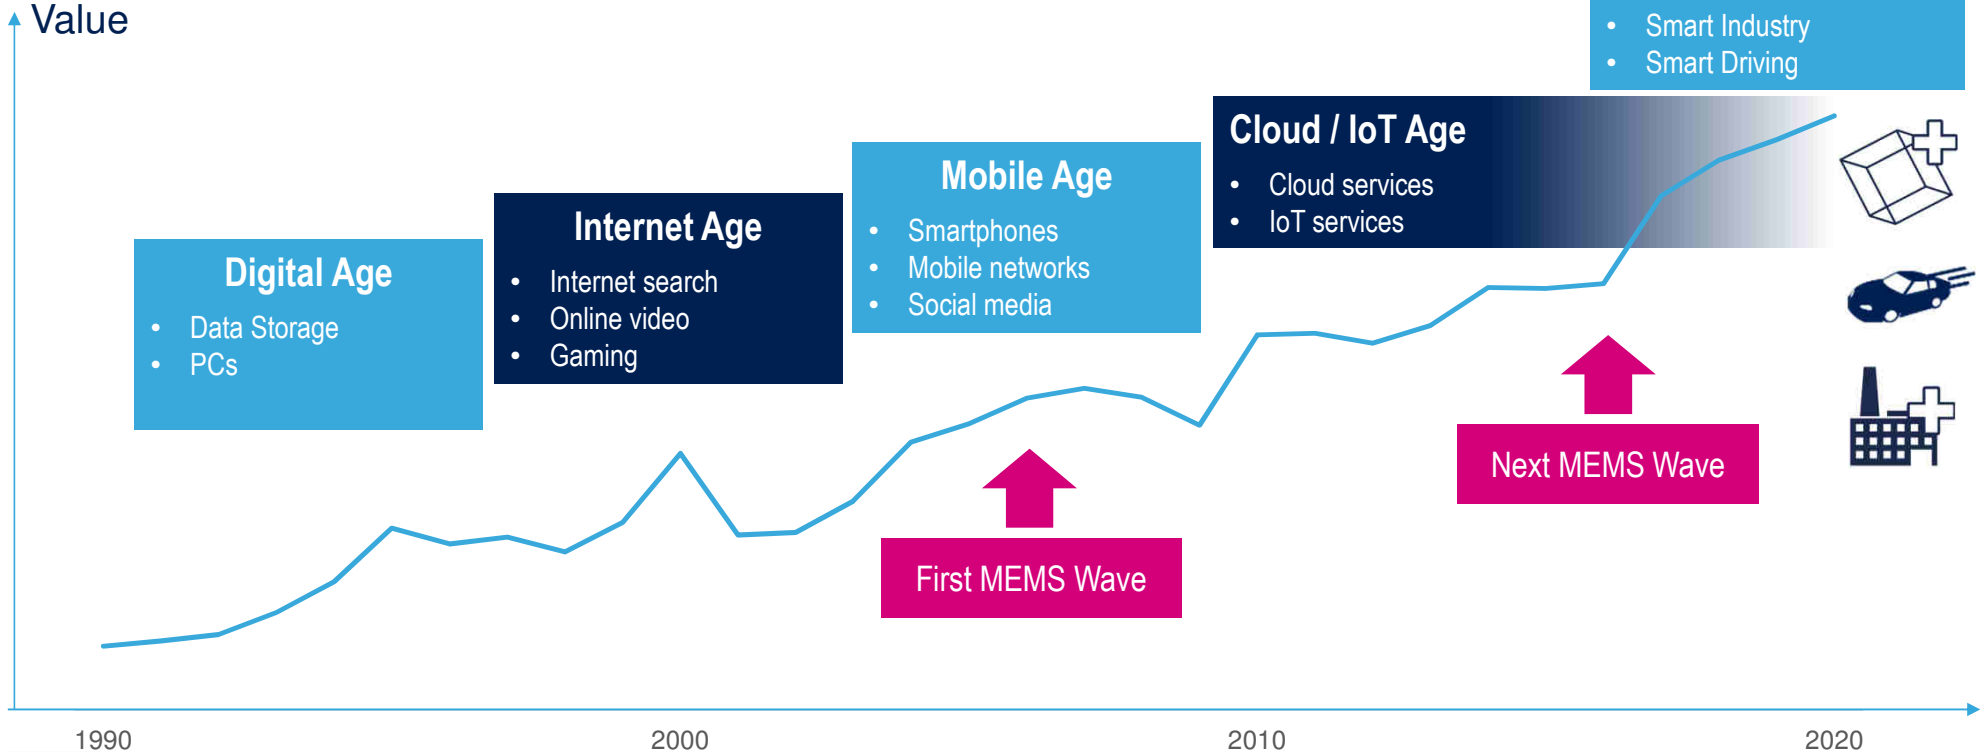 Value
• Smart Industry
• Smart Driving
Cloud / IoT Age
• Cloud services
• IoT services
Mobile Age
• Smartphones
• Mobile networks
• Social media
Internet Age
• Internet search
• Online video
• Gaming
Digital Age
• Data Storage
• PCs
Next MEMS Wave
First MEMS Wave
1990
2000
2010
2020